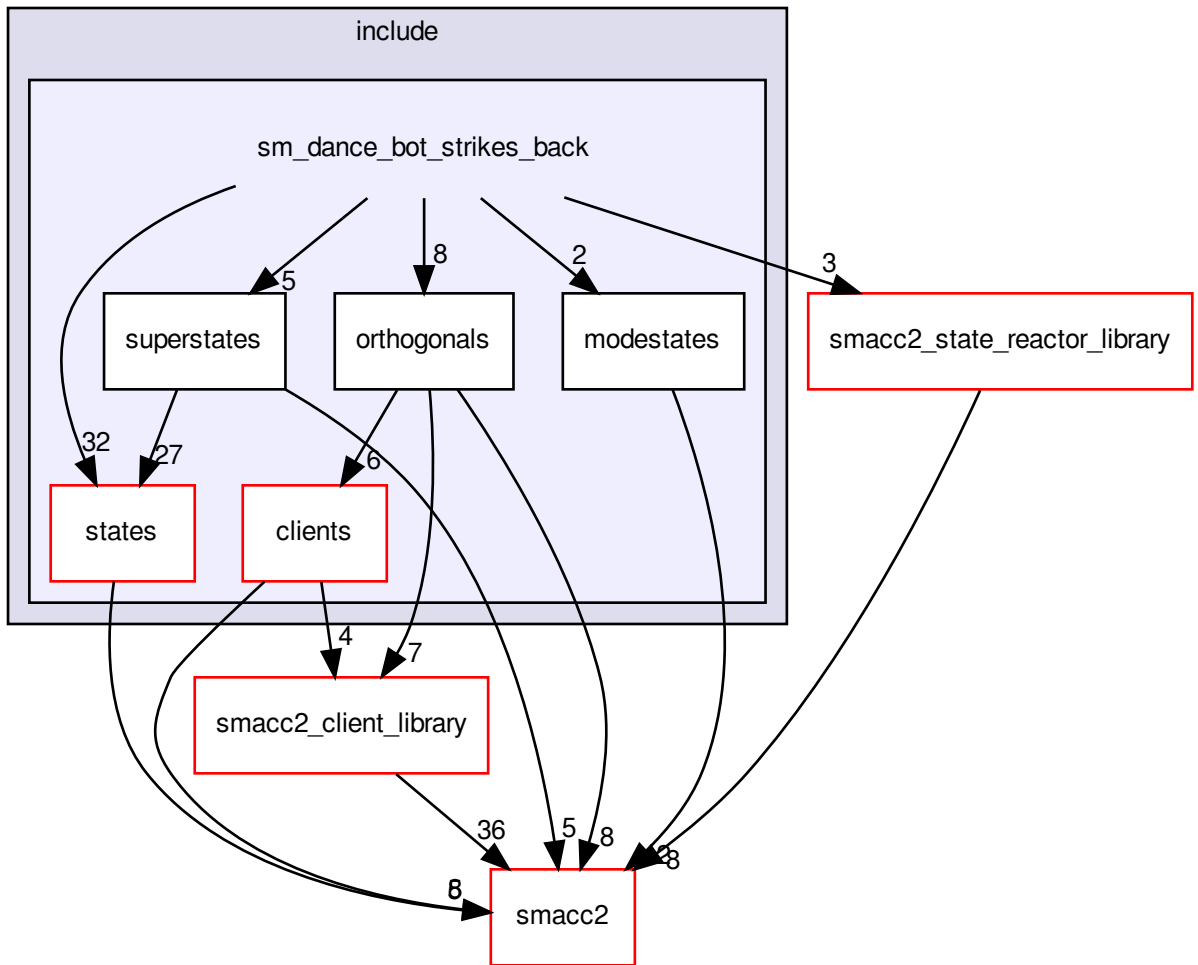 include
sm_dance_bot_strikes_back
2
3
5
8
superstates
orthogonals
modestates
smacc2_state_reactor_library
32
27
6
states
clients
4
7
smacc2_client_library
36
5
8
8
smacc2